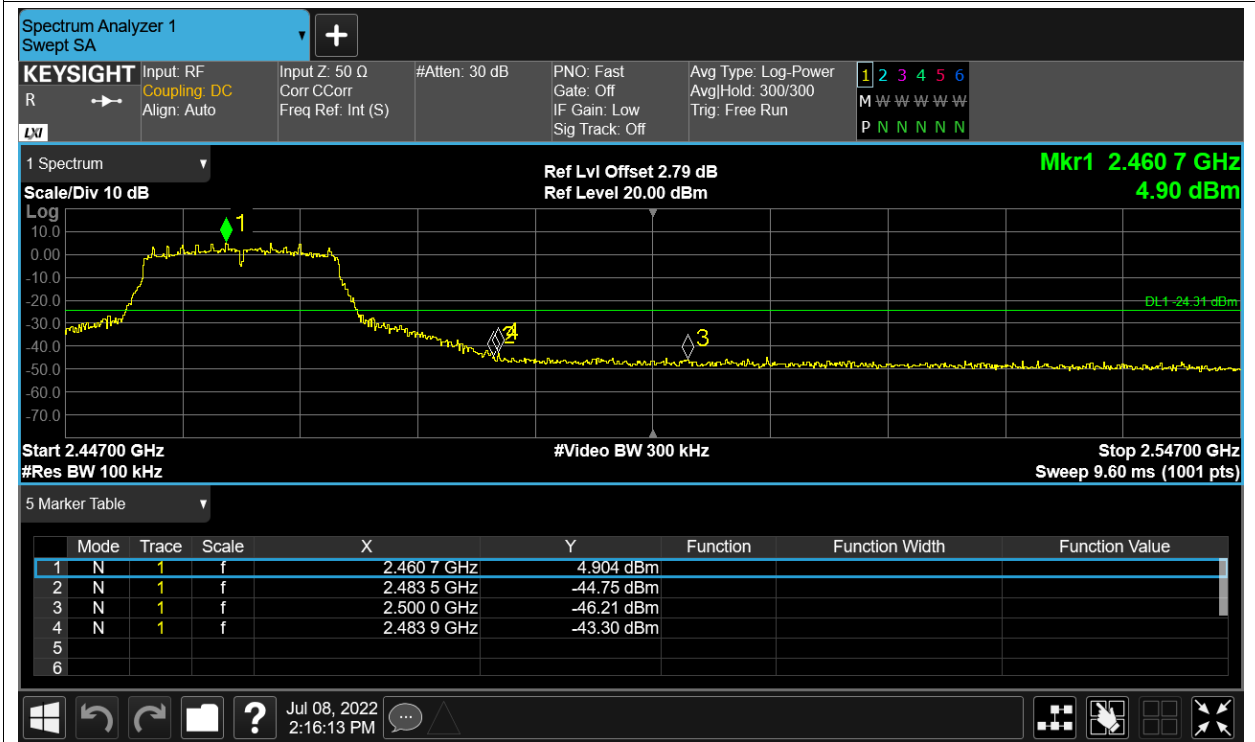 Spectrum Analyzer 1
Swept SA
KEYSIGHT Input: RF Input Z: 50 Ω #Atten: 30 dB PNO: Fast Avg Type: Log-Power 1 2 3 4 5 6
R Coupling: DC Corr CCorr Gate: Off Avg|Hold: 300/300 M W W W W W
Align: Auto Freq Ref: Int (S) IF Gain: Low Trig: Free Run
LXI Sig Track: Off P N N N N N
1 Spectrum Ref Lvl Offset 2.79 dB Mkr1 2.460 7 GHz
Scale/Div 10 dB Ref Level 20.00 dBm 4.90 dBm
Log
1
10.0
0.00
-10.0
-20.0
DL1 -24.31 dBm
-30.0
4 3
-40.0
-50.0
-60.0
-70.0
Start 2.44700 GHz #Video BW 300 kHz Stop 2.54700 GHz
#Res BW 100 kHz Sweep 9.60 ms (1001 pts)
5 Marker Table
Mode Trace Scale X Y Function Function Width Function Value
1 N 1 f 2.460 7 GHz 4.904 dBm
2 N 1 f 2.483 5 GHz -44.75 dBm
3 N 1 f 2.500 0 GHz -46.21 dBm
4 N 1 f 2.483 9 GHz -43.30 dBm
5
6
Jul 08, 2022
2:16:13 PM